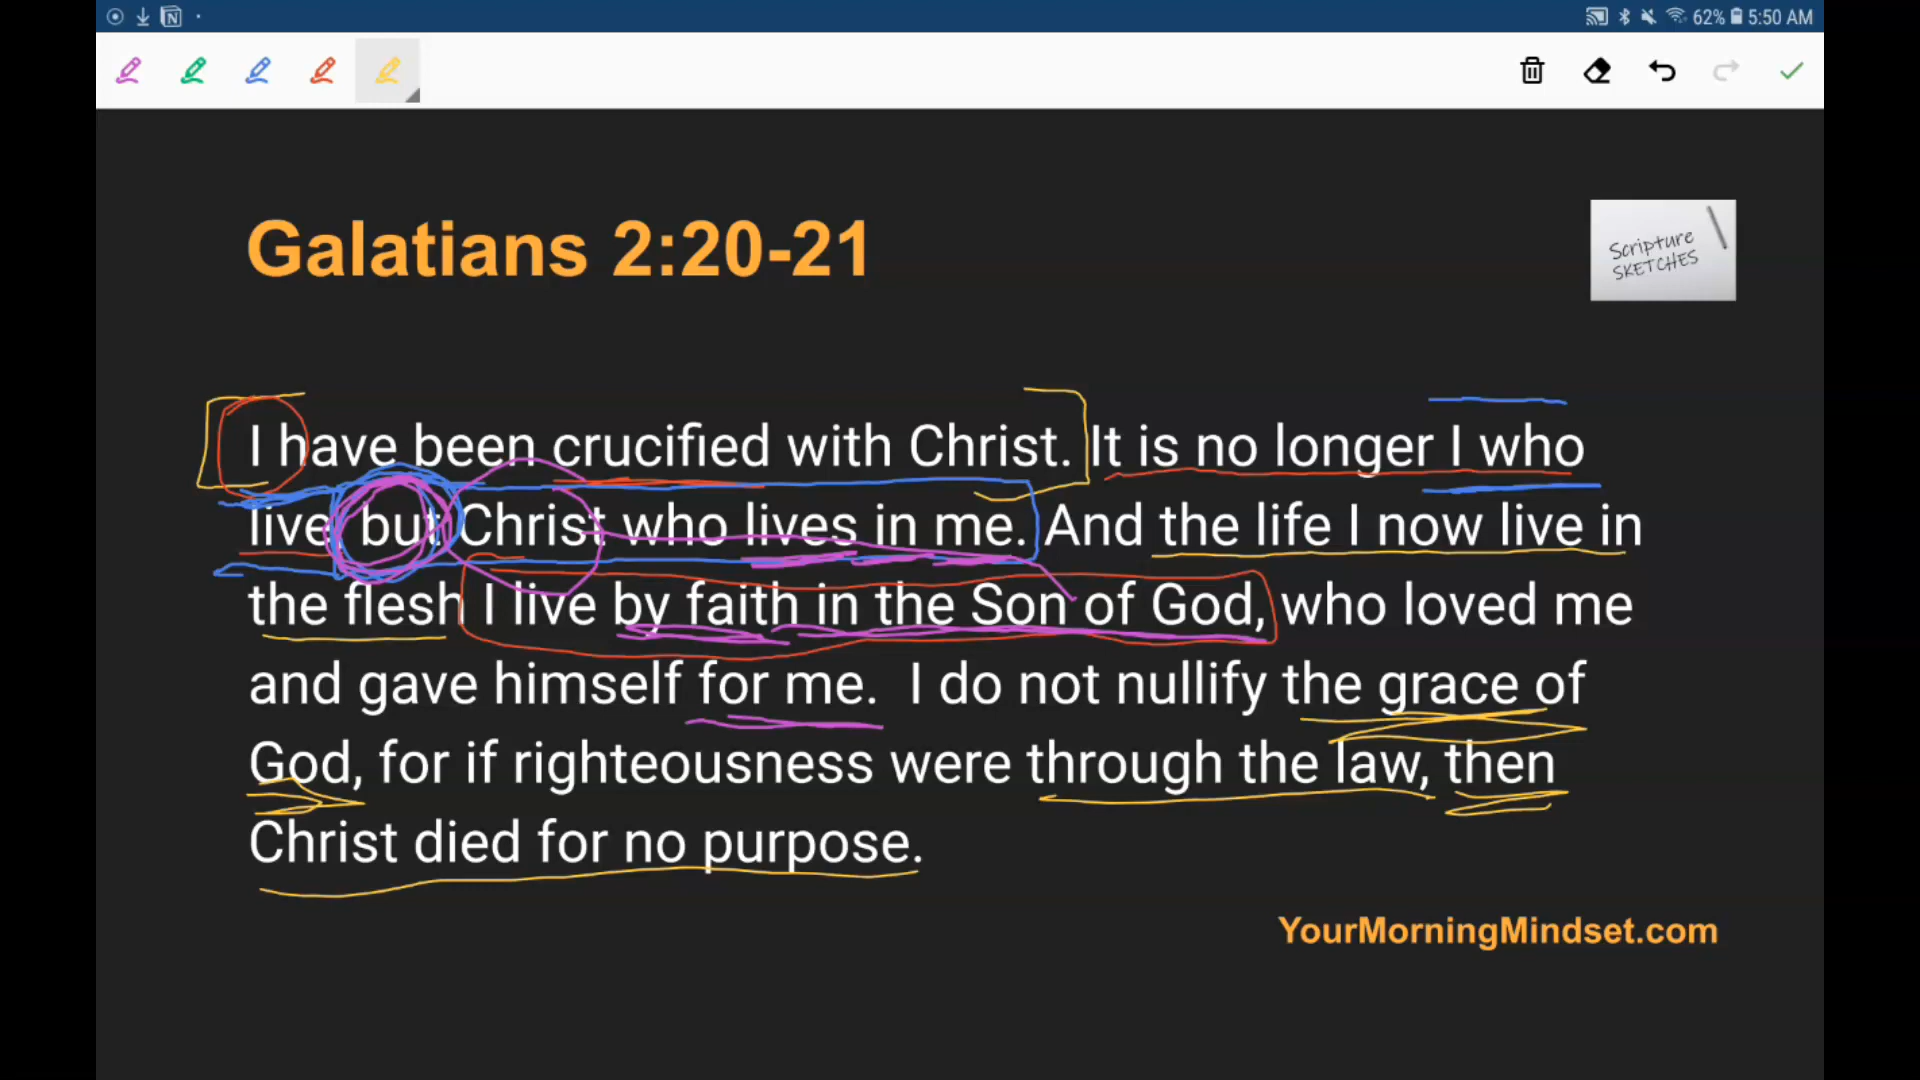 62% 5:50 AM
Galatians 2:20-21
Scripture
SKETCHES
I have been crucified with Christ. It is no longer I who
live, but Christ who lives in me. And the life I now live in
the flesh I live by faith in the Son of God, who loved me
and gave himself for me. I do not nullify the grace of
God, for if righteousness were through the law, then
Christ died for no purpose.
YourMorningMindset.com